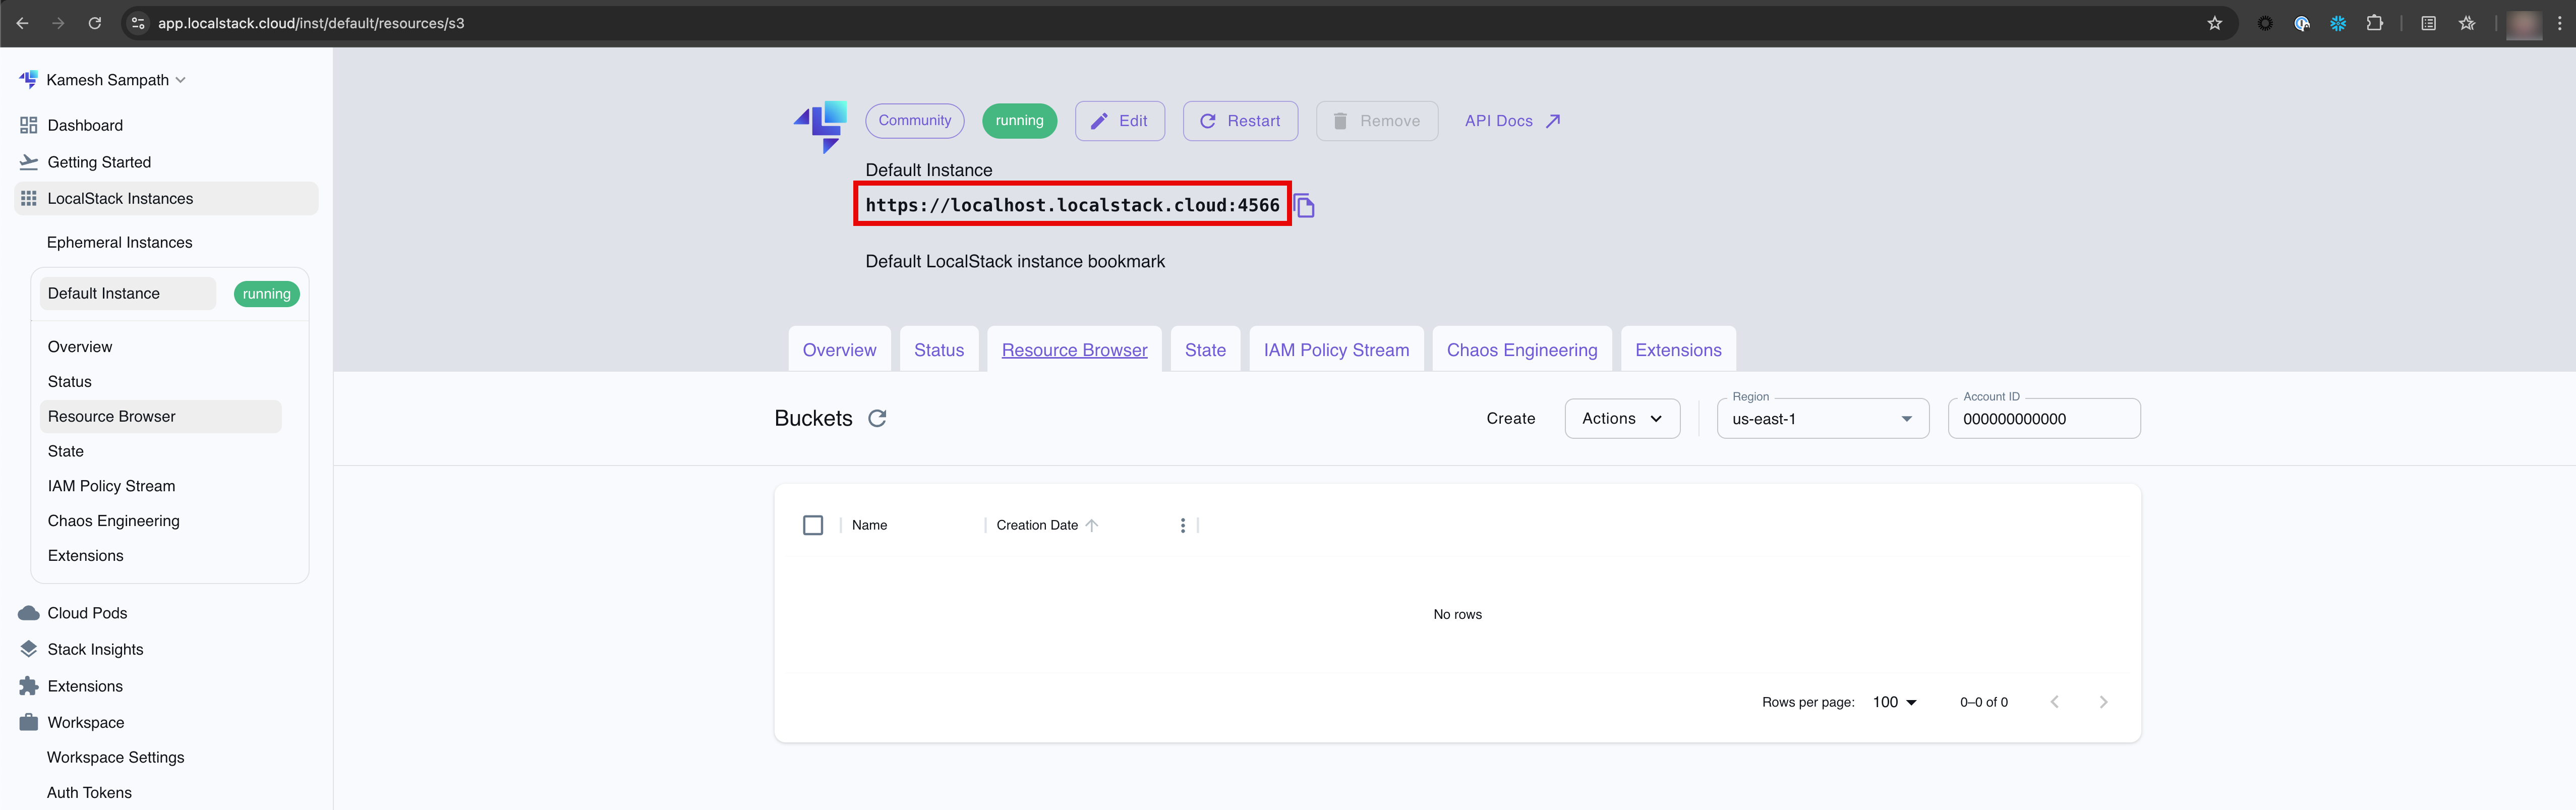 app.localstack.cloud/inst/default/resources/s3
Kamesh Sampath
Dashboard
Getting Started
LocalStack Instances
Ephemeral Instances
Default Instance running
Overview
Status
Resource Browser
State
IAM Policy Stream
Chaos Engineering
Extensions
Cloud Pods
Stack Insights
Extensions
Workspace
Workspace Settings
Auth Tokens
Community running Edit Restart Remove API Docs
Default Instance
https://localhost.localstack.cloud:4566
Default LocalStack instance bookmark
Overview Status Resource Browser State IAM Policy Stream Chaos Engineering Extensions
Buckets Create Actions
Region
us-east-1
Account ID
000000000000
Name Creation Date
No rows
Rows per page: 100 0–0 of 0